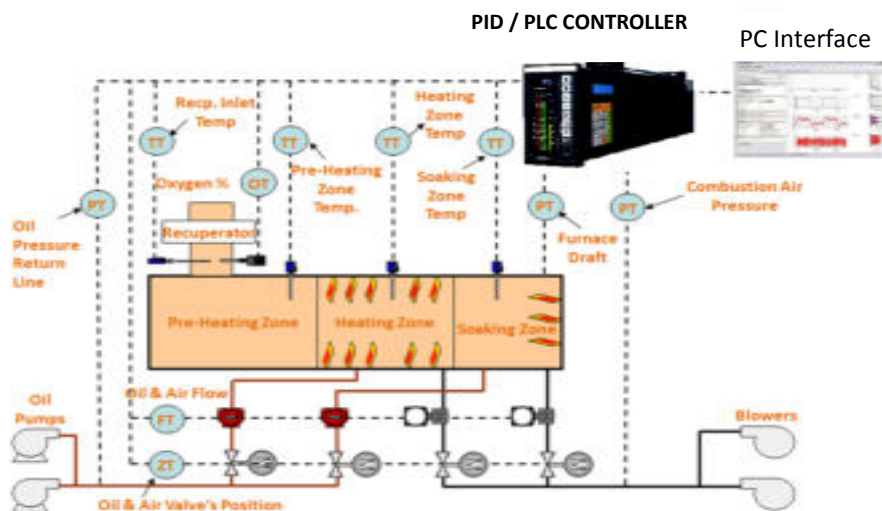 PID / PLC CONTROLLER
PC Interface
Recp. Inlet
Temp
Heating
Zone
Temp
TT
TT
TT
TT
Oxygen %
OT
Pre-Heating
Zone
Temp.
Soaking
Zone
Temp
Combustion Air
Pressure
PT
PT
PT
Oil
Pressure
Return
Line
Recuperator
Furnace
Draft
Pre-Heating Zone
Heating Zone
Soaking Zone
Oil & Air Flow
Oil
Pumps
FT
Blowers
ZT
Oil & Air Valve's Position